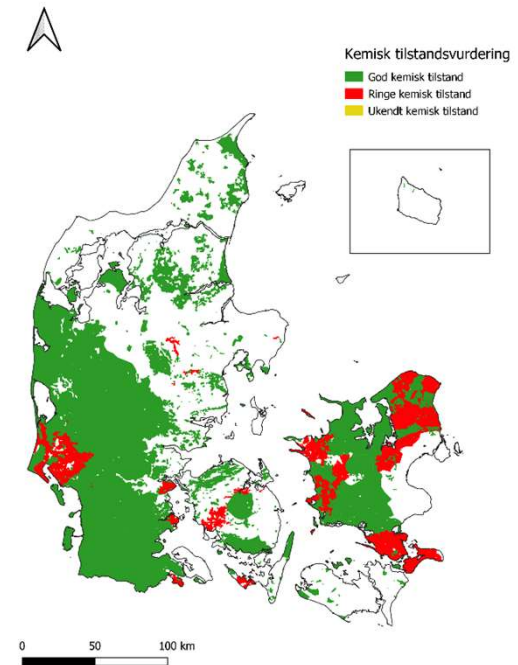 Kemisk tilstandsvurdering
God kemisk tilstand
Ringe kemisk tilstand
Ukendt kemisk tilstand
0 50 100 km